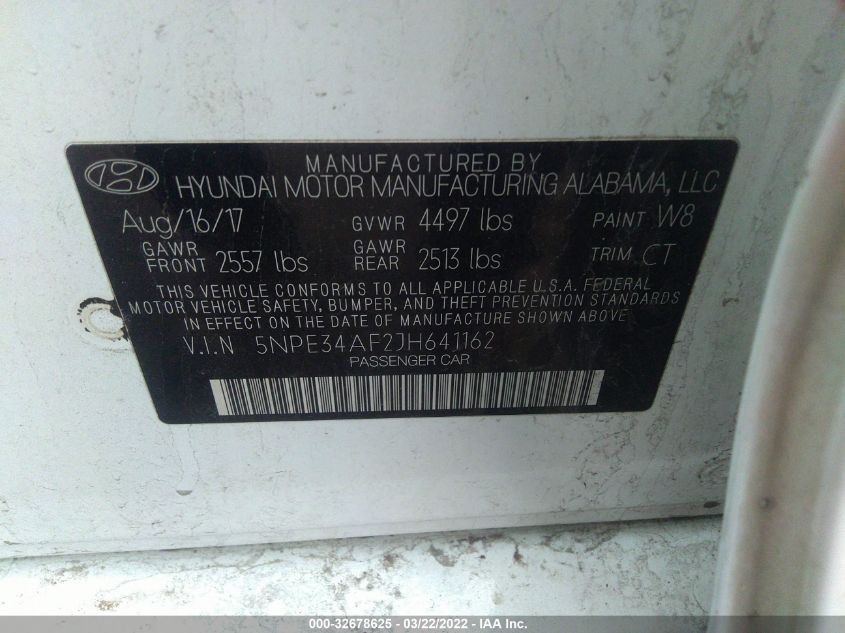 MANUFACTURED BY
HYUNDAI MOTOR MANUFACTURING ALABAMA, LLC
Aug/16/17 GVWR 4497 lbs PAINT W8
GAWR FRONT 2557 lbs GAWR REAR 2513 lbs TRIM CT
THIS VEHICLE CONFORMS TO ALL APPLICABLE U.S.A. FEDERAL
MOTOR VEHICLE SAFETY, BUMPER, AND THEFT PREVENTION STANDARDS
IN EFFECT ON THE DATE OF MANUFACTURE SHOWN ABOVE
V.I.N 5NPE34AF2JH641162
PASSENGER CAR
000-32678625 - 03/22/2022 - IAA Inc.